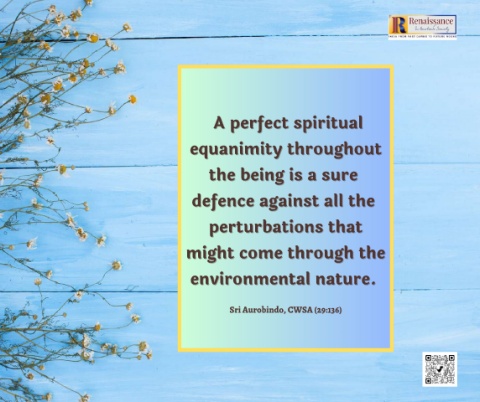 Renaissance
A perfect spiritual
equanimity throughout
the being is a sure
defence against all the
perturbations that
might come through the
environmental nature.
Sri Aurobindo, CWSA (29:136)